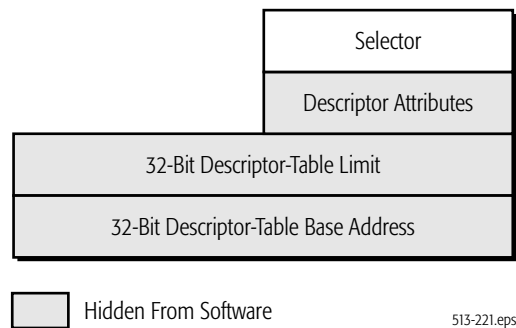 Selector
Descriptor Attributes
32-Bit Descriptor-Table Limit
32-Bit Descriptor-Table Base Address
Hidden From Software
513-221.eps